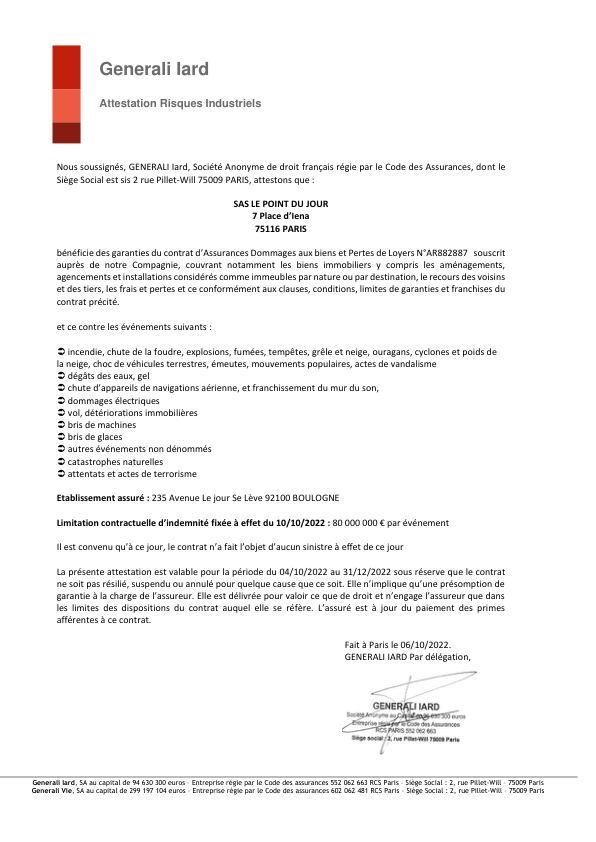 Generali Iard
Attestation Risques Industriels
Nous soussignés, GENERALI Iard, Société Anonyme de droit français régie par le Code des Assurances, dont le
Siège Social est sis 2 rue Pillet-Will 75009 PARIS, attestons que :
SAS LE POINT DU JOUR
7 Place d'Iena
75116 PARIS
bénéficie des garanties du contrat d'Assurances Dommages aux biens et Pertes de Loyers N°AR882887 souscrit
auprès de notre Compagnie, couvrant notamment les biens immobiliers y compris les aménagements,
agencements et installations considérés comme immeubles par nature ou par destination, le recours des voisins
et des tiers, les frais et pertes et ce conformément aux clauses, conditions, limites de garanties et franchises du
contrat précité.
et ce contre les événements suivants :
➲ incendie, chute de la foudre, explosions, fumées, tempêtes, grêle et neige, ouragans, cyclones et poids de
la neige, choc de véhicules terrestres, émeutes, mouvements populaires, actes de vandalisme
➲ dégâts des eaux, gel
➲ chute d'appareils de navigations aérienne, et franchissement du mur du son,
➲ dommages électriques
➲ vol, détériorations immobilières
➲ bris de machines
➲ bris de glaces
➲ autres événements non dénommés
➲ catastrophes naturelles
➲ attentats et actes de terrorisme
Etablissement assuré : 235 Avenue Le jour Se Lève 92100 BOULOGNE
Limitation contractuelle d'indemnité fixée à effet du 10/10/2022 : 80 000 000 € par événement
Il est convenu qu'à ce jour, le contrat n'a fait l'objet d'aucun sinistre à effet de ce jour
La présente attestation est valable pour la période du 04/10/2022 au 31/12/2022 sous réserve que le contrat
ne soit pas résilié, suspendu ou annulé pour quelque cause que ce soit. Elle n'implique qu'une présomption de
garantie à la charge de l'assureur. Elle est délivrée pour valoir ce que de droit et n'engage l'assureur que dans
les limites des dispositions du contrat auquel elle se réfère. L'assuré est à jour du paiement des primes
afférentes à ce contrat.
Fait à Paris le 06/10/2022.
GENERALI IARD Par délégation,
GENERALI IARD
Société Anonyme au Capital de 630 300 euros
Entreprise régie par le Code des Assurances
RCS PARIS 552 062 663
Siège social : 2, rue Pillet-Will 75009 Paris
Generali Iard, SA au capital de 94 630 300 euros - Entreprise régie par le Code des assurances 552 062 663 RCS Paris - Siège Social : 2, rue Pillet-Will - 75009 Paris
Generali Vie, SA au capital de 299 197 104 euros - Entreprise régie par le Code des assurances 602 062 481 RCS Paris - Siège Social : 2, rue Pillet-Will - 75009 Paris